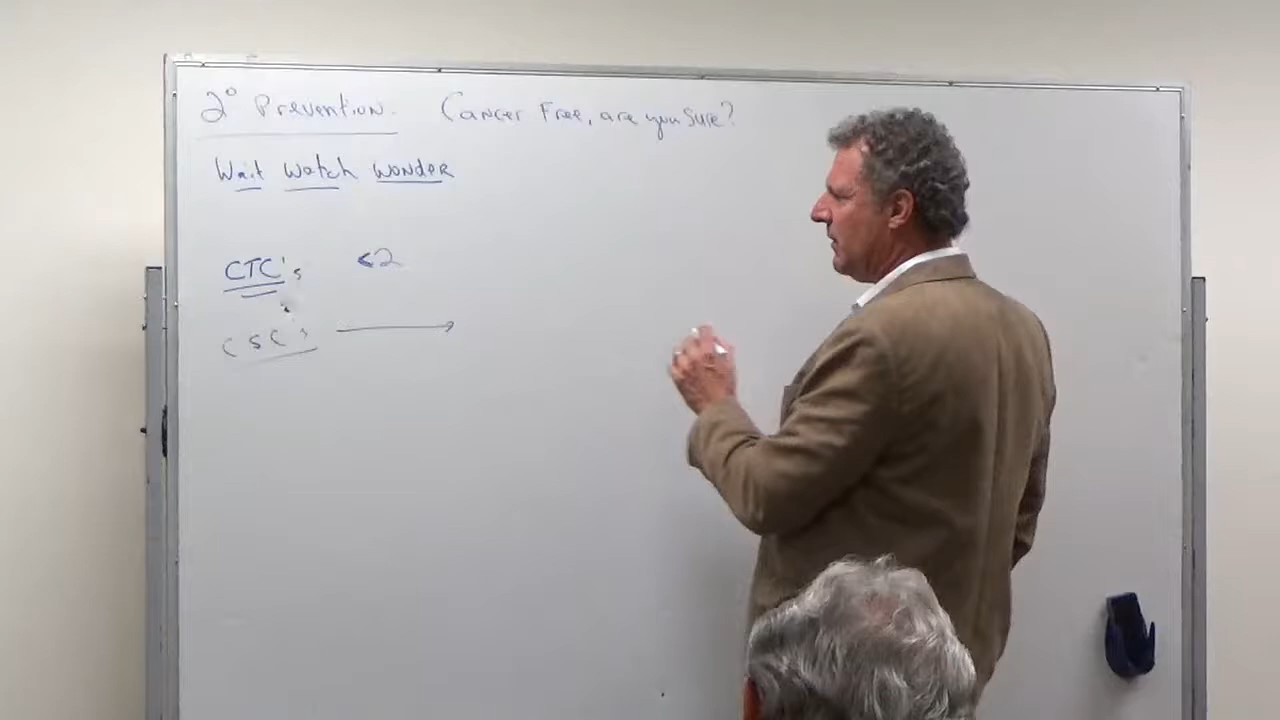 2° Prevention. Cancer Free, are you sure?
Wait Watch Wonder
CTC's <2
CSC's →